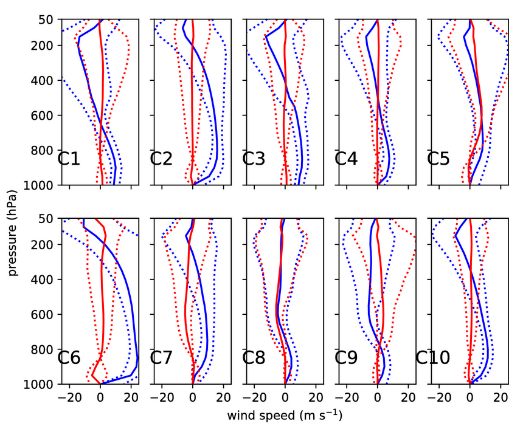 50
200
400
600
800
1000
C1
C2
C3
C4
C5
pressure (hPa)
50
200
400
600
800
1000
C6
C7
C8
C9
C10
−20 0 20 −20 0 20 −20 0 20 −20 0 20 −20 0 20
wind speed (m s⁻¹)